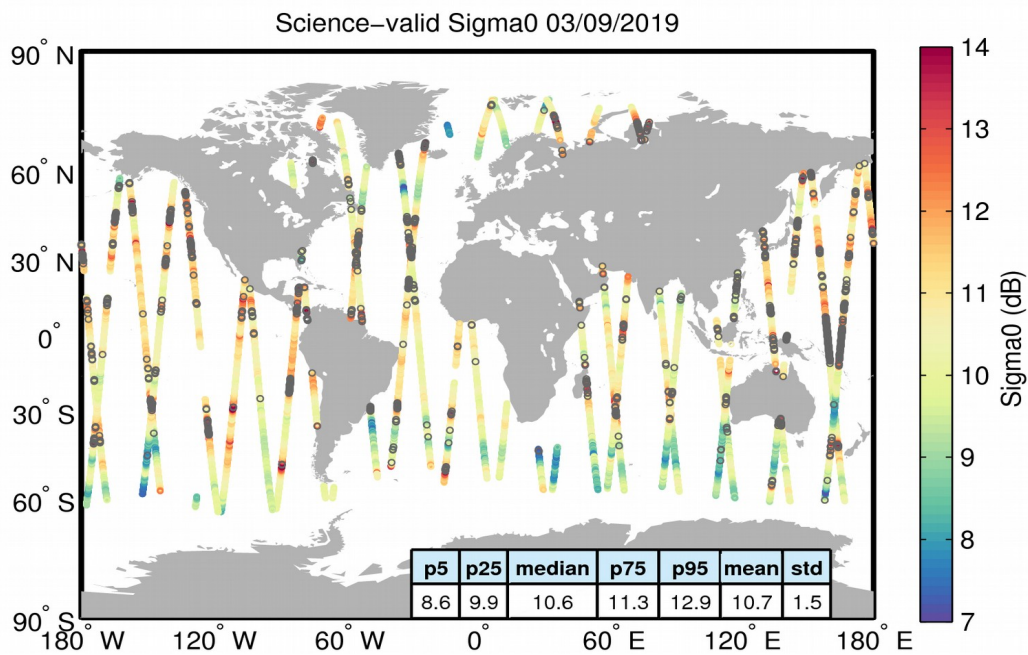 Science−valid Sigma0 03/09/2019
90° N
60° N
30° N
0°
30° S
60° S
90° S
180° W
120° W
60° W
0°
60° E
120° E
180° E
p5 p25 median p75 p95 mean std
8.6 9.9 10.6 11.3 12.9 10.7 1.5
14
13
12
11
10
9
8
7
Sigma0 (dB)